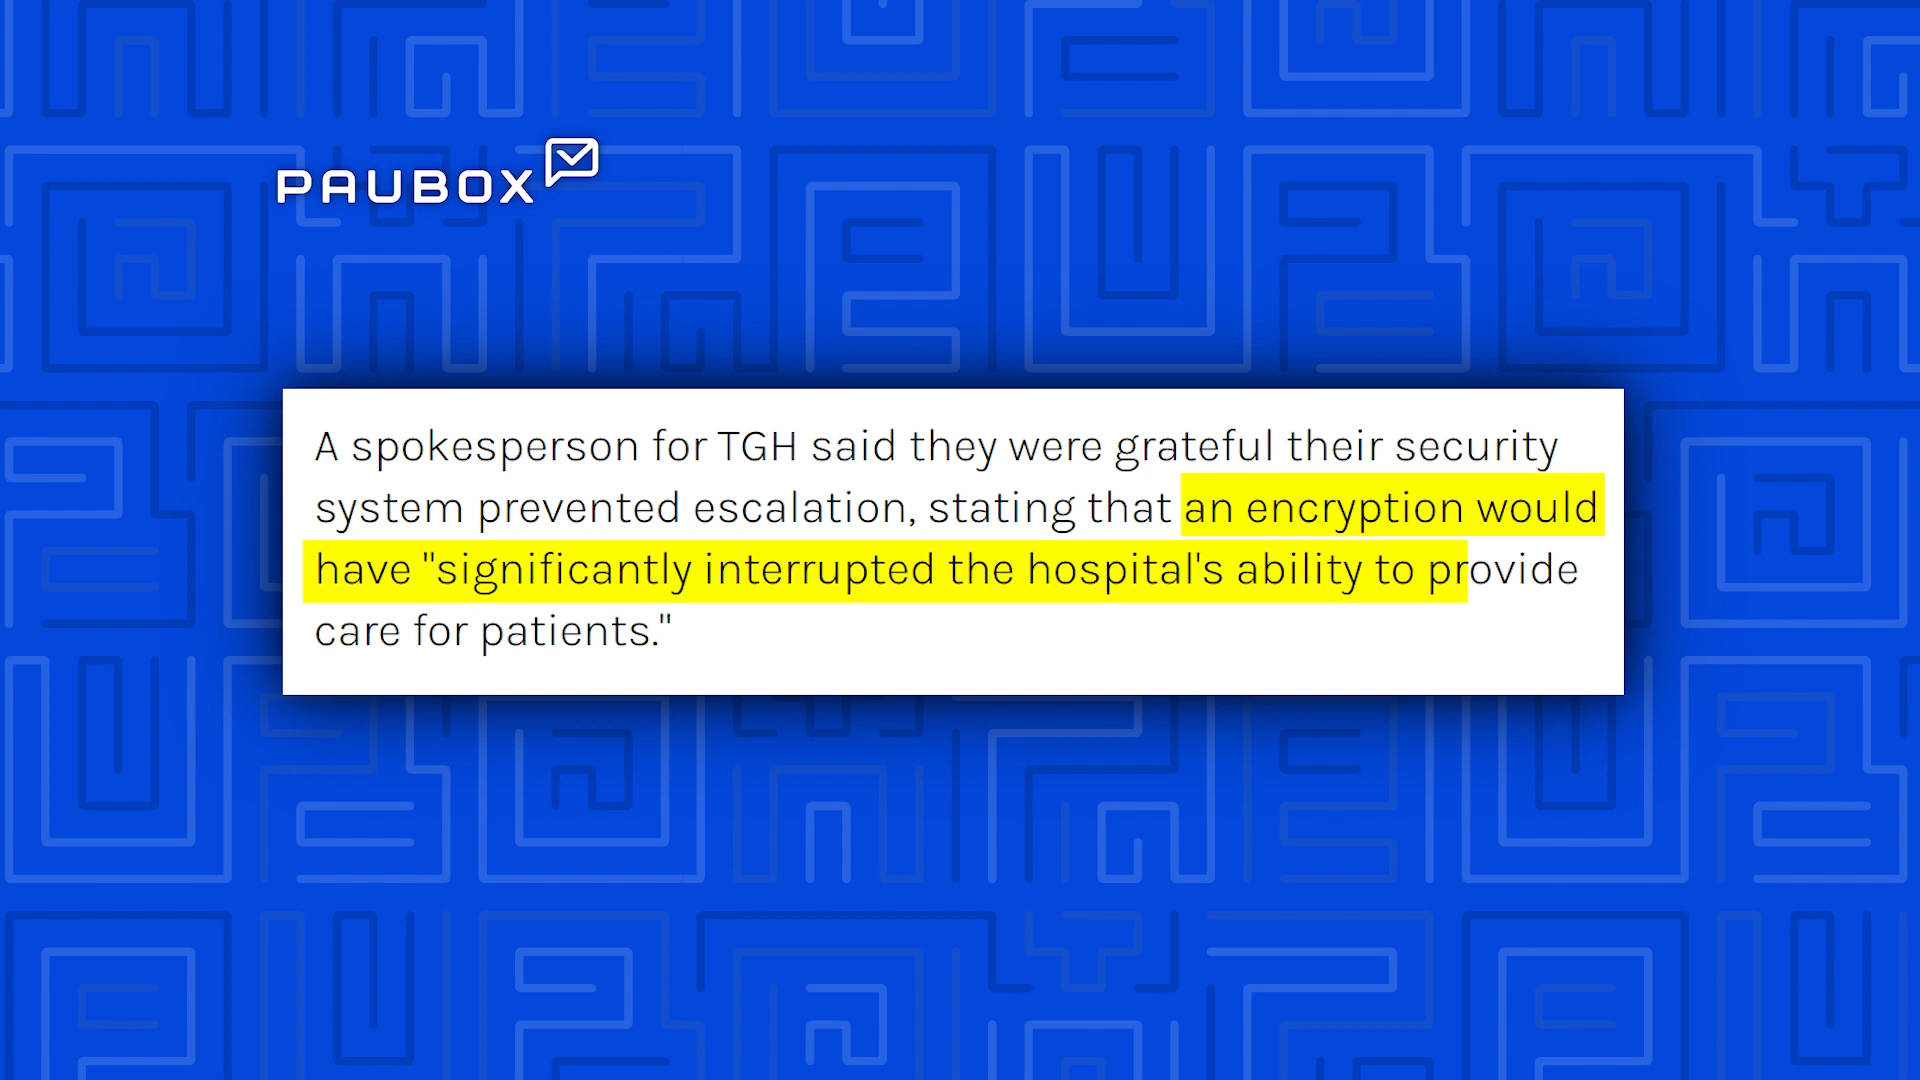 PAUBOX
A spokesperson for TGH said they were grateful their security
system prevented escalation, stating that an encryption would
have "significantly interrupted the hospital's ability to provide
care for patients."